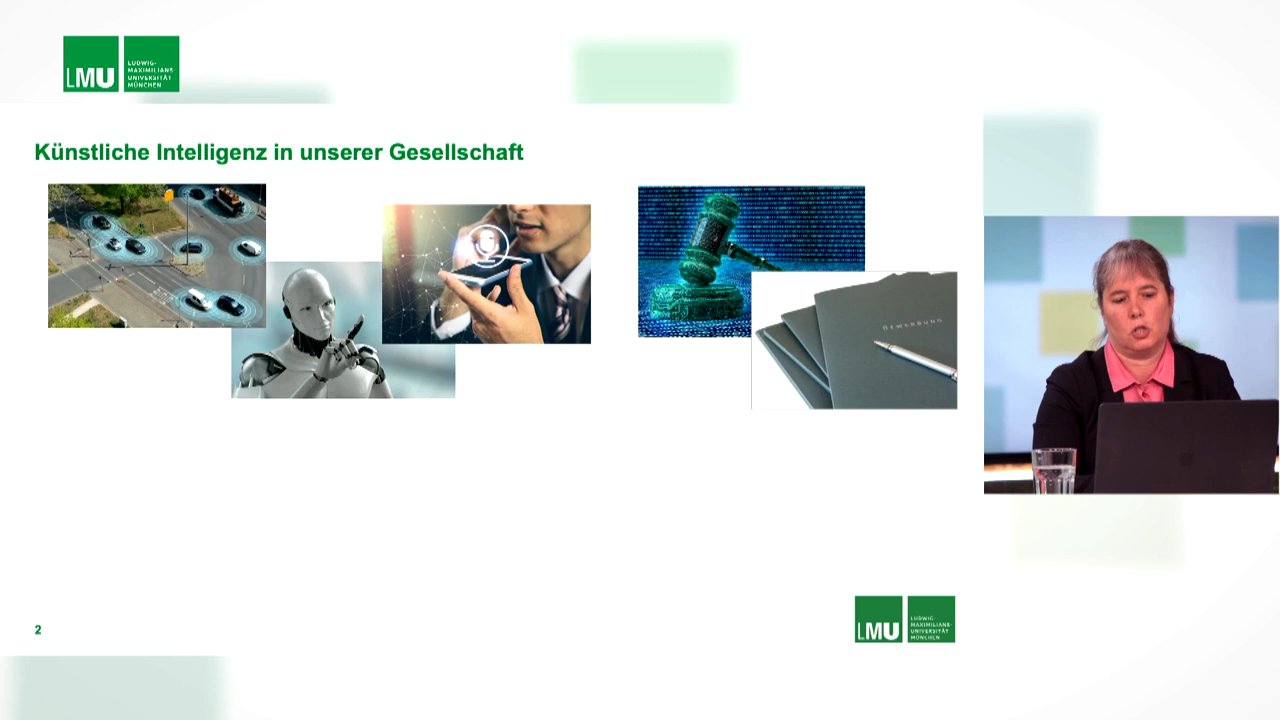 LMU
LUDWIG-
MAXIMILIANS-
UNIVERSITÄT
MÜNCHEN
Künstliche Intelligenz in unserer Gesellschaft
BEWERBUNG
2
LMU
LUDWIG-
MAXIMILIANS-
UNIVERSITÄT
MÜNCHEN